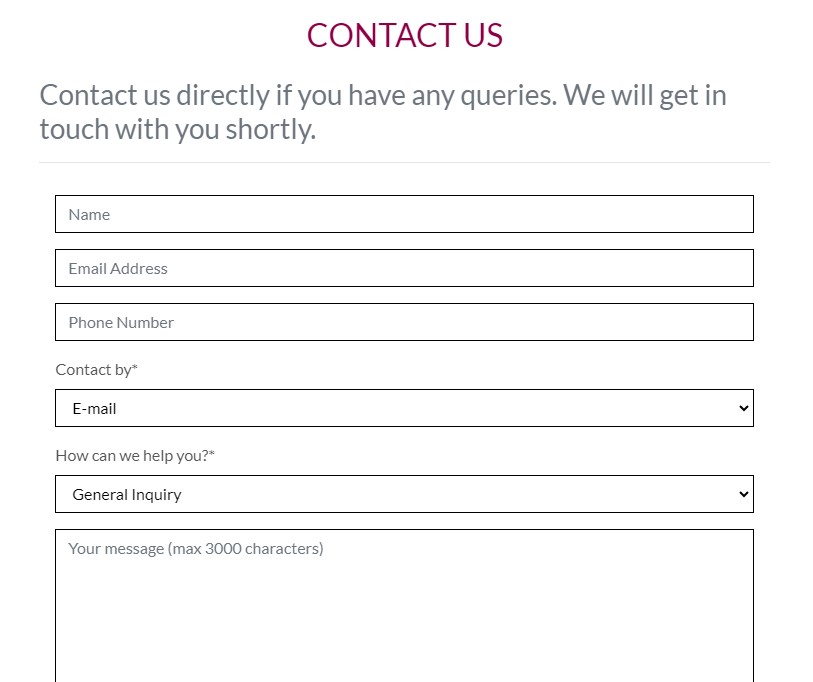 CONTACT US
Contact us directly if you have any queries. We will get in
touch with you shortly.
Name
Email Address
Phone Number
Contact by*
E-mail
How can we help you?*
General Inquiry
Your message (max 3000 characters)